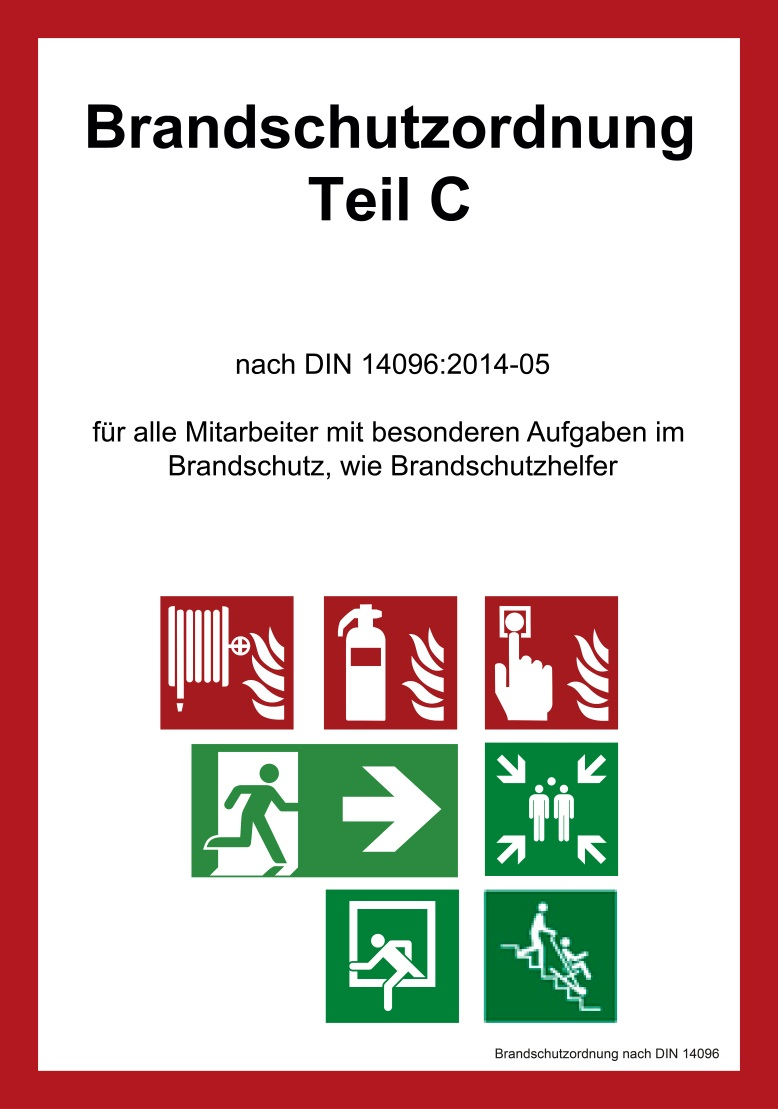 Brandschutzordnung
Teil C
nach DIN 14096:2014-05
für alle Mitarbeiter mit besonderen Aufgaben im
Brandschutz, wie Brandschutzhelfer
Brandschutzordnung nach DIN 14096